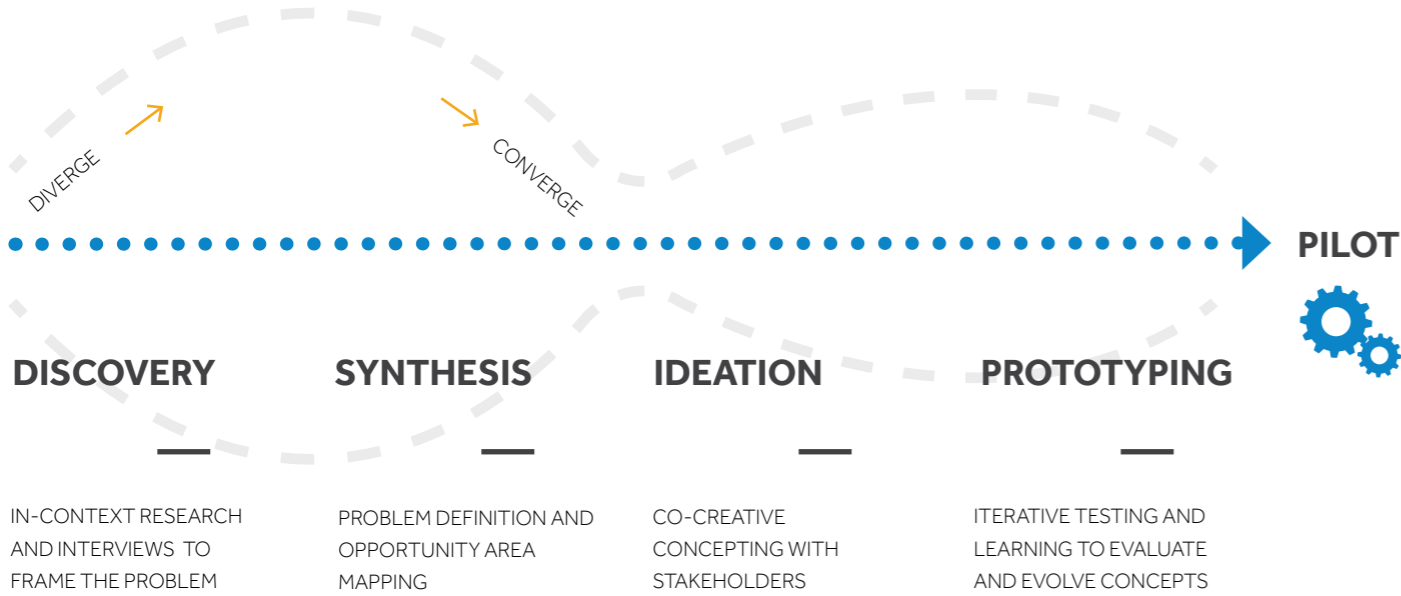 DIVERGE
CONVERGE
PILOT
DISCOVERY
IN-CONTEXT RESEARCH
AND INTERVIEWS TO
FRAME THE PROBLEM
SYNTHESIS
PROBLEM DEFINITION AND
OPPORTUNITY AREA
MAPPING
IDEATION
CO-CREATIVE
CONCEPTING WITH
STAKEHOLDERS
PROTOTYPING
ITERATIVE TESTING AND
LEARNING TO EVALUATE
AND EVOLVE CONCEPTS